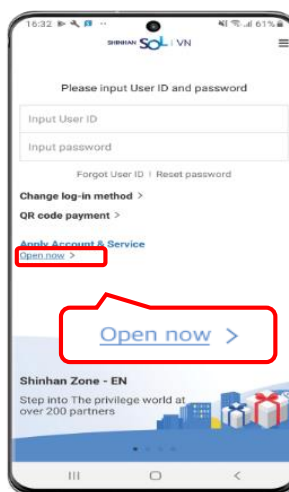 16:32 61%
SHINHAN SOL VN
Please input User ID and password
Input User ID
Input password
Forgot User ID | Reset password
Change log-in method >
QR code payment >
Apply Account & Service
Open now >
Open now >
Shinhan Zone - EN
Step into The privilege world at
over 200 partners